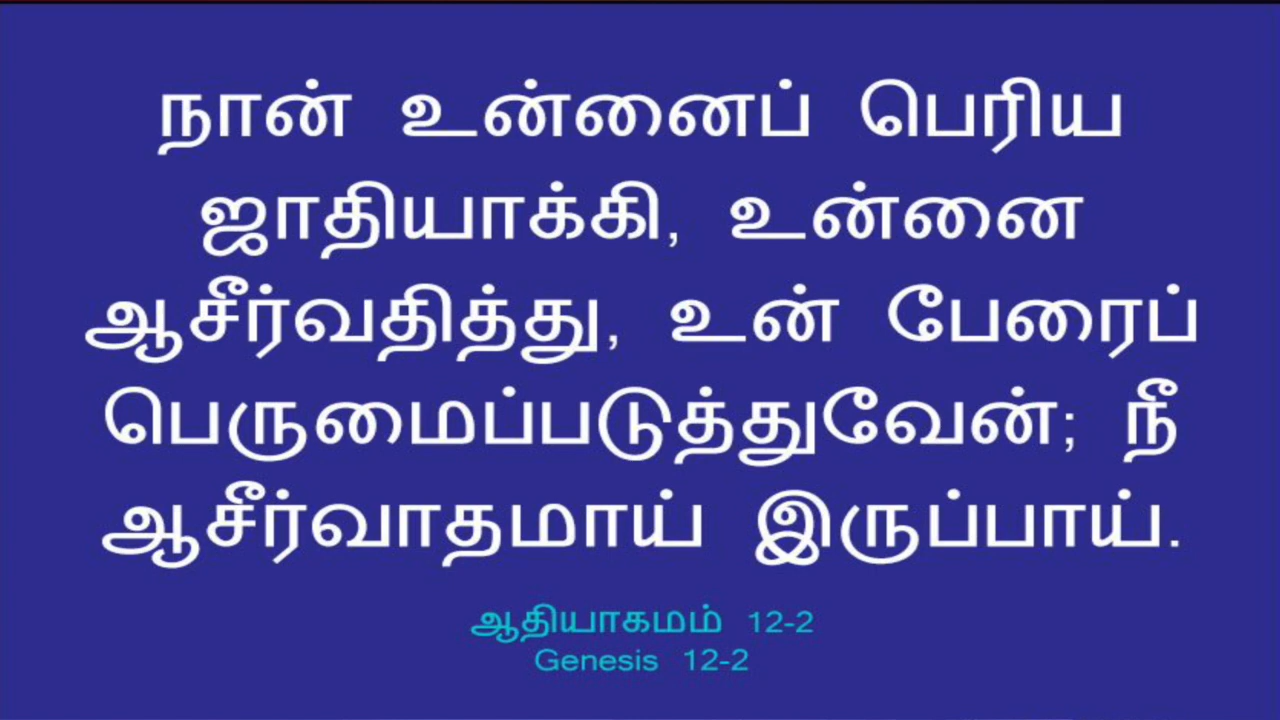 நான் உன்னைப் பெரிய
ஜாதியாக்கி, உன்னை
ஆசீர்வதித்து, உன் பேரைப்
பெருமைப்படுத்துவேன்; நீ
ஆசீர்வாதமாய் இருப்பாய்.
ஆதியாகமம் 12-2
Genesis 12-2